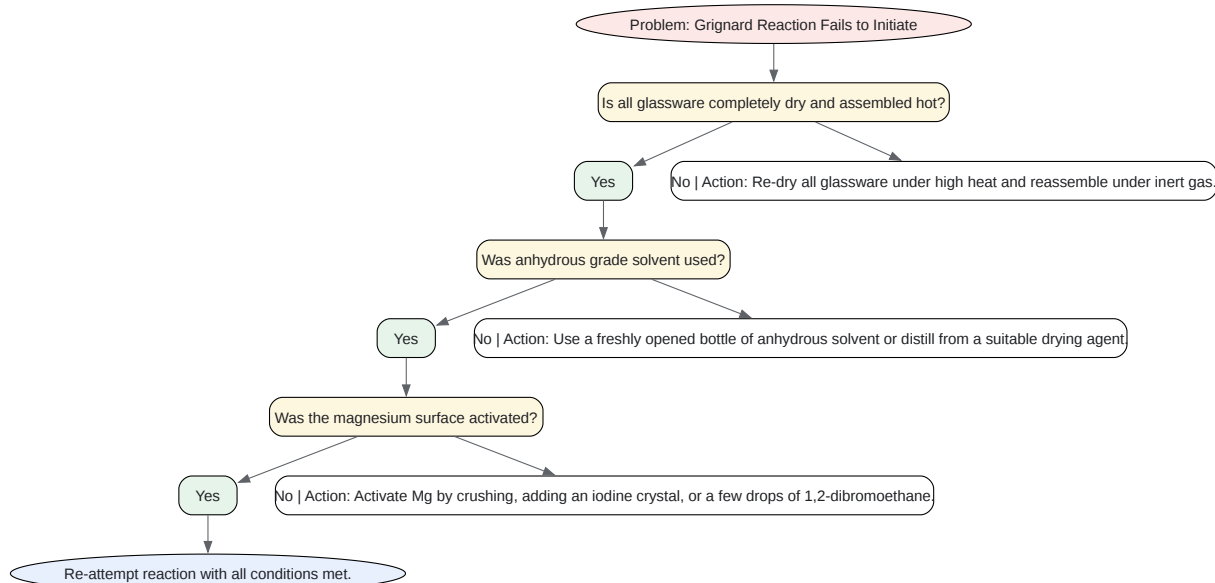 Problem: Grignard Reaction Fails to Initiate
Is all glassware completely dry and assembled hot?
Yes
No | Action: Re-dry all glassware under high heat and reassemble under inert gas.
Was anhydrous grade solvent used?
Yes
No | Action: Use a freshly opened bottle of anhydrous solvent or distill from a suitable drying agent.
Was the magnesium surface activated?
Yes
No | Action: Activate Mg by crushing, adding an iodine crystal, or a few drops of 1,2-dibromoethane.
Re-attempt reaction with all conditions met.